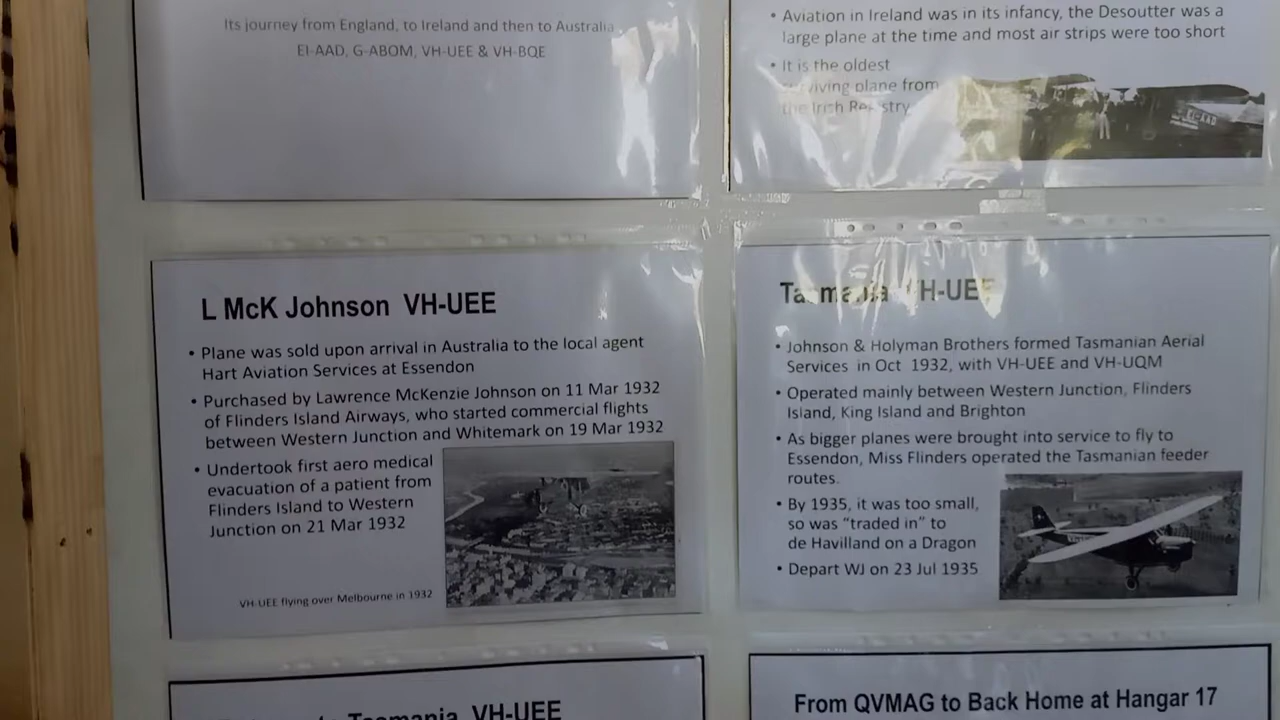 Its journey from England, to Ireland and then to Australia
EI-AAD, G-ABOM, VH-UEE & VH-BQE
• Aviation in Ireland was in its infancy, the Desoutter was a
large plane at the time and most air strips were too short
• It is the oldest
plane from
the Irish
L McK Johnson VH-UEE
• Plane was sold upon arrival in Australia to the local agent
Hart Aviation Services at Essendon
• Purchased by Lawrence McKenzie Johnson on 11 Mar 1932
of Flinders Island Airways, who started commercial flights
between Western Junction and Whitemark on 19 Mar 1932
• Undertook first aero medical
evacuation of a patient from
Flinders Island to Western
Junction on 21 Mar 1932
VH-UEE flying over Melbourne in 1932
Tasmania VH-UEE
• Johnson & Holyman Brothers formed Tasmanian Aerial
Services in Oct 1932, with VH-UEE and VH-UQM
• Operated mainly between Western Junction, Flinders
Island, King Island and Brighton
• As bigger planes were brought into service to fly to
Essendon, Miss Flinders operated the Tasmanian feeder
routes.
• By 1935, it was too small,
so was “traded in” to
de Havilland on a Dragon
• Depart WJ on 23 Jul 1935
Tasmania VH-UEE
From QVMAG to Back Home at Hangar 17